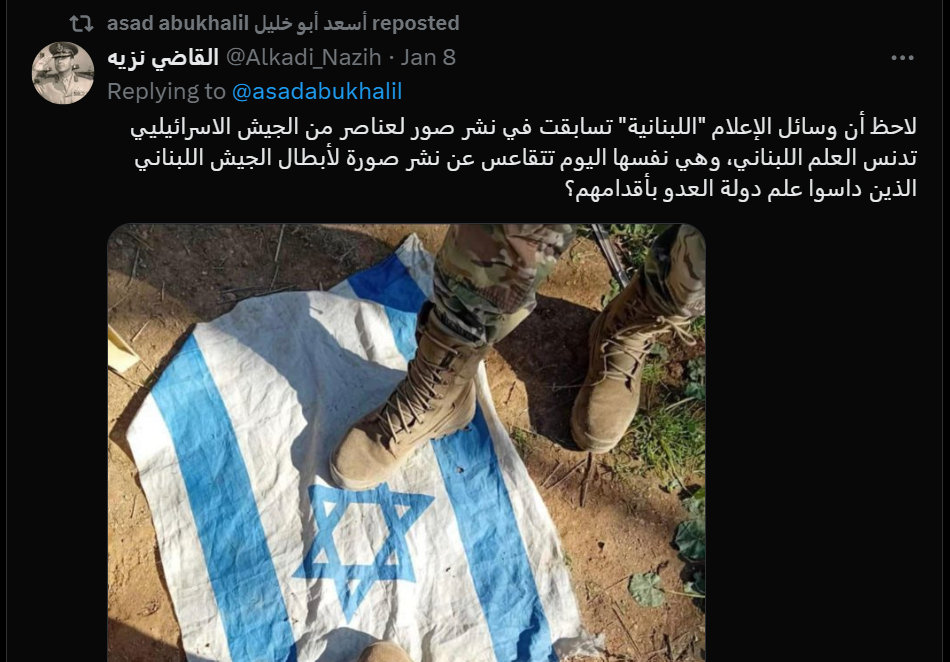 asad abukhalil أسعد أبو خليل reposted
القاضي نزيه @Alkadi_Nazih · Jan 8
Replying to @asadabukhalil
لاحظ أن وسائل الإعلام "اللبنانية" تسابقت في نشر صور لعناصر من الجيش الاسرائيليي
تدنس العلم اللبناني، وهي نفسها اليوم تتقاعس عن نشر صورة لأبطال الجيش اللبناني
الذين داسوا علم دولة العدو بأقدامهم؟